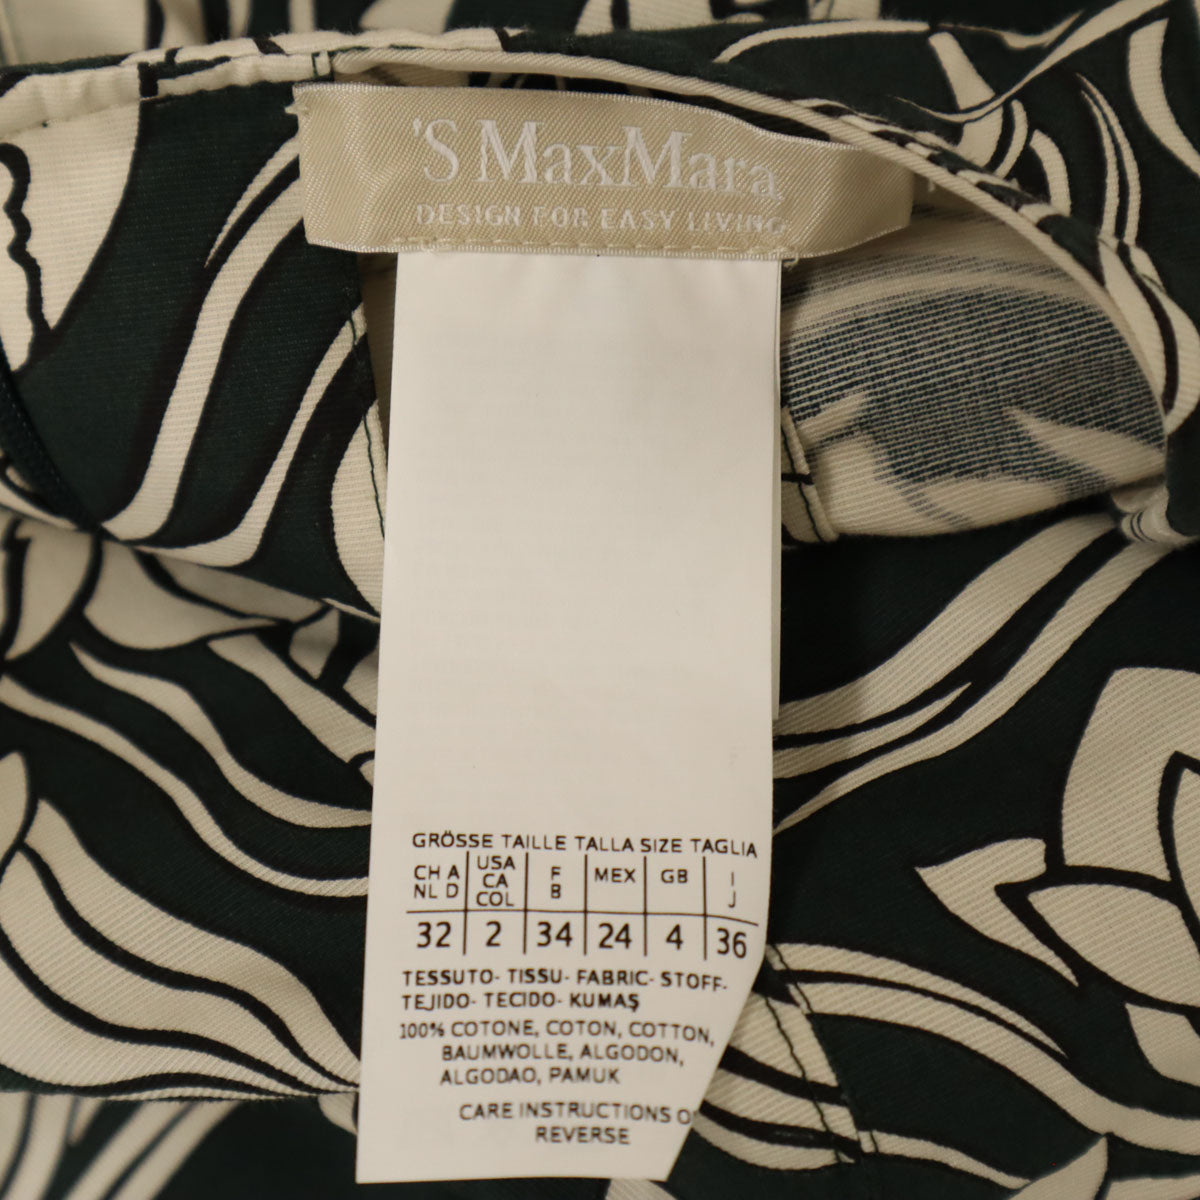 'S MaxMara
DESIGN FOR EASY LIVING
GRÖSSE TAILLE TALLA SIZE TAGLIA
CH A NL D USA CA COL F B MEX GB I J
32 2 34 24 4 36
TESSUTO- TISSU- FABRIC- STOFF-
TEJIDO- TECIDO- KUMAŞ
100% COTONE, COTON, COTTON,
BAUMWOLLE, ALGODON,
ALGODAO, PAMUK
CARE INSTRUCTIONS
REVERSE